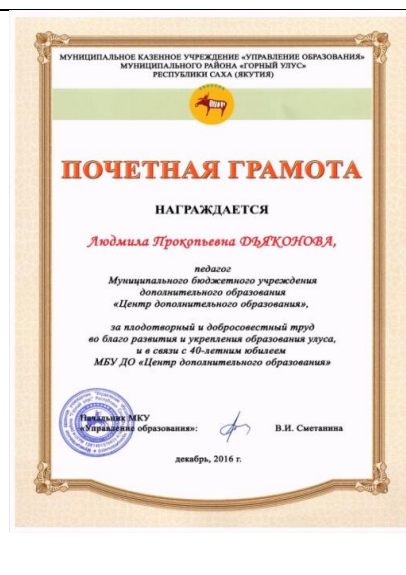 МУНИЦИПАЛЬНОЕ КАЗЕННОЕ УЧРЕЖДЕНИЕ «УПРАВЛЕНИЕ ОБРАЗОВАНИЯ»
МУНИЦИПАЛЬНОГО РАЙОНА «ГОРНЫЙ УЛУС»
РЕСПУБЛИКИ САХА (ЯКУТИЯ)
ПОЧЕТНАЯ ГРАМОТА
НАГРАЖДАЕТСЯ
Людмила Прокопьевна ДЬЯКОНОВА,
педагог
Муниципального бюджетного учреждения
дополнительного образования
«Центр дополнительного образования»,
за плодотворный и добросовестный труд
во благо развития и укрепления образования улуса,
и в связи с 40-летним юбилеем
МБУ ДО «Центр дополнительного образования»
Начальник МКУ
«Управление образования»: В.И. Сметанина
декабрь, 2016 г.